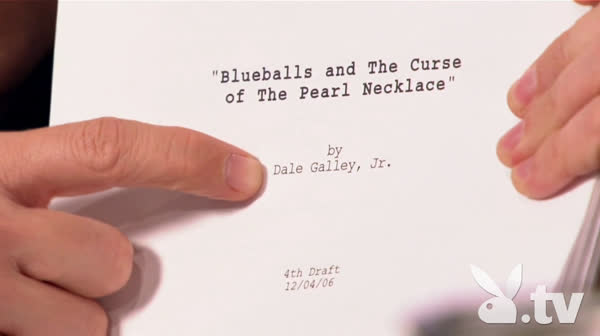 "Blueballs and The Curse
of The Pearl Necklace"
by
Dale Galley, Jr.
4th Draft
12/04/06
.tv